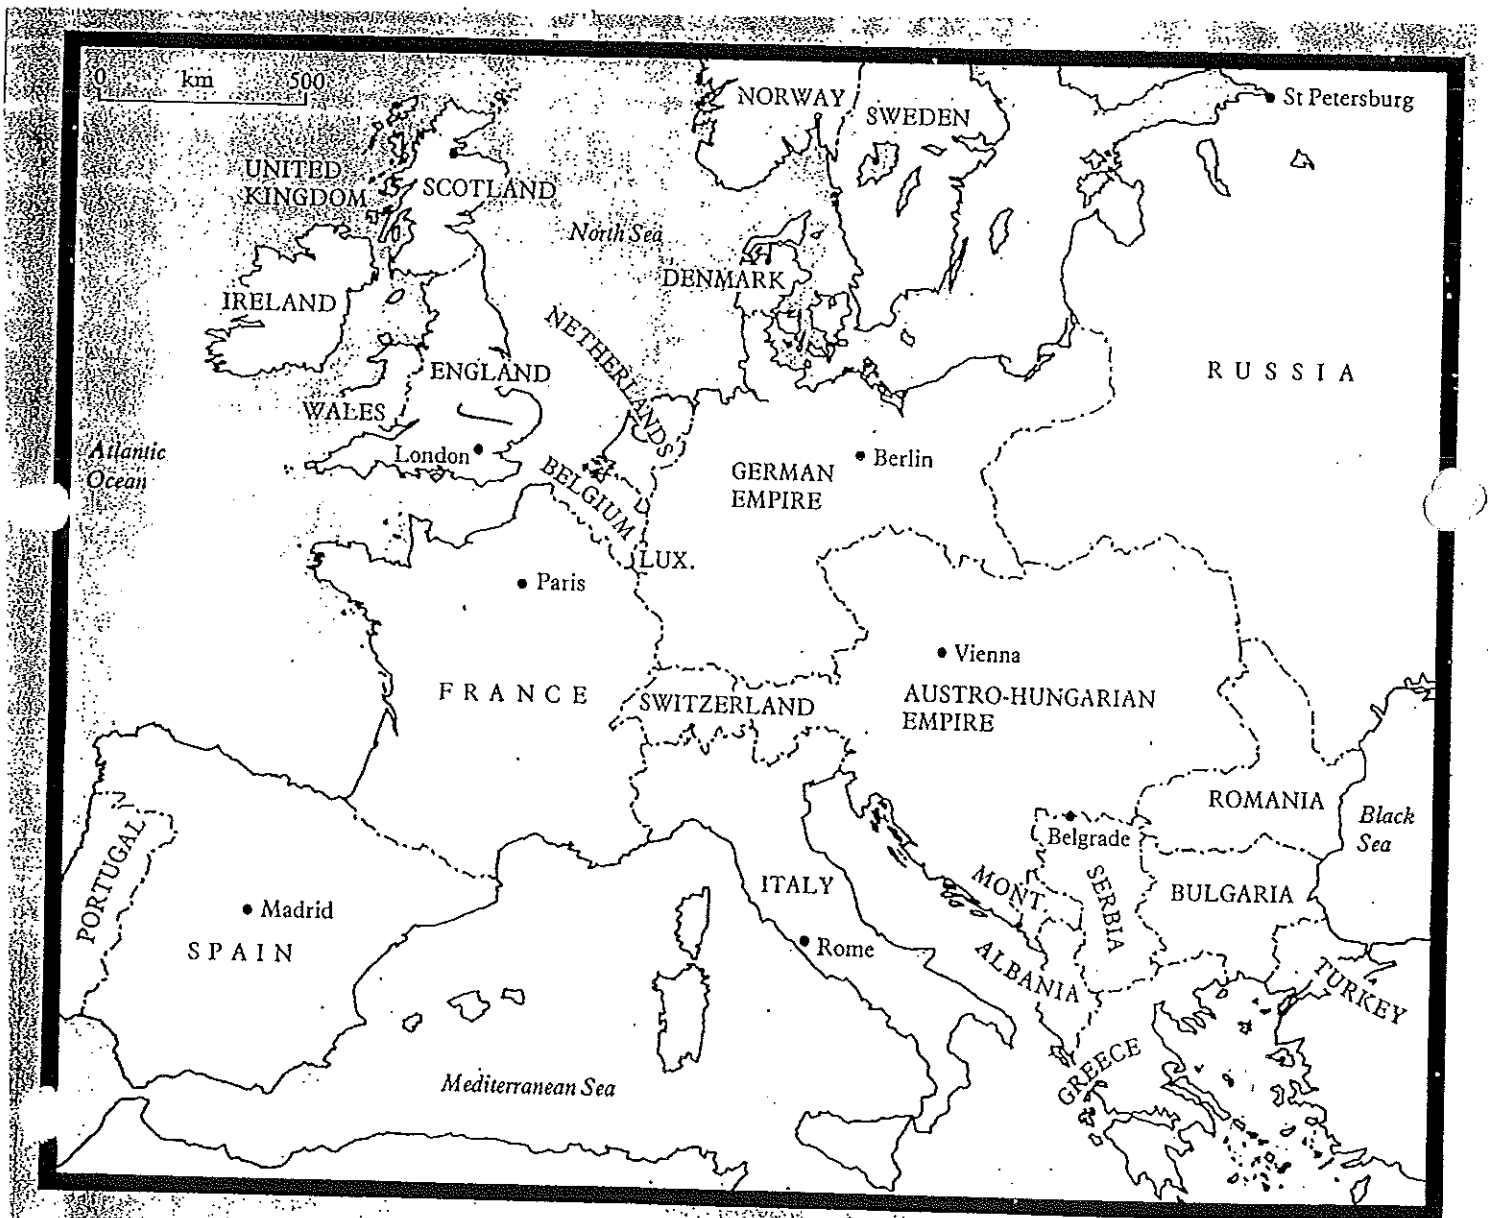 0 km 500
NORWAY
SWEDEN
St Petersburg
UNITED
KINGDOM
SCOTLAND
North Sea
DENMARK
IRELAND
NETHERLANDS
ENGLAND
RUSSIA
WALES
London
Atlantic
Ocean
BELGIUM
GERMAN
EMPIRE
Berlin
LUX.
Paris
Vienna
FRANCE
SWITZERLAND
AUSTRO-HUNGARIAN
EMPIRE
ROMANIA
Black
Sea
Belgrade
PORTUGAL
ITALY
MONT.
SERBIA
BULGARIA
Madrid
SPAIN
Rome
ALBANIA
TURKEY
GREECE
Mediterranean Sea